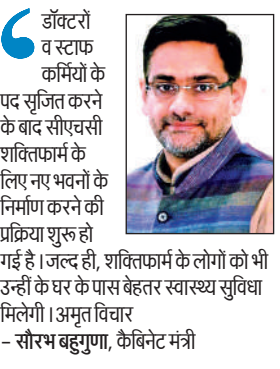 डॉक्टरों
व स्टाफ
कर्मियों के
पद सृजित करने
के बाद सीएचसी
शक्तिफार्म के
लिए नए भवनों के
निर्माण करने की
प्रक्रिया शुरू हो
गई है । जल्द ही, शक्तिफार्म के लोगों को भी
उन्हीं के घर के पास बेहतर स्वास्थ्य सुविधा
मिलेगी । अमृत विचार
– सौरभ बहुगुणा, कैबिनेट मंत्री